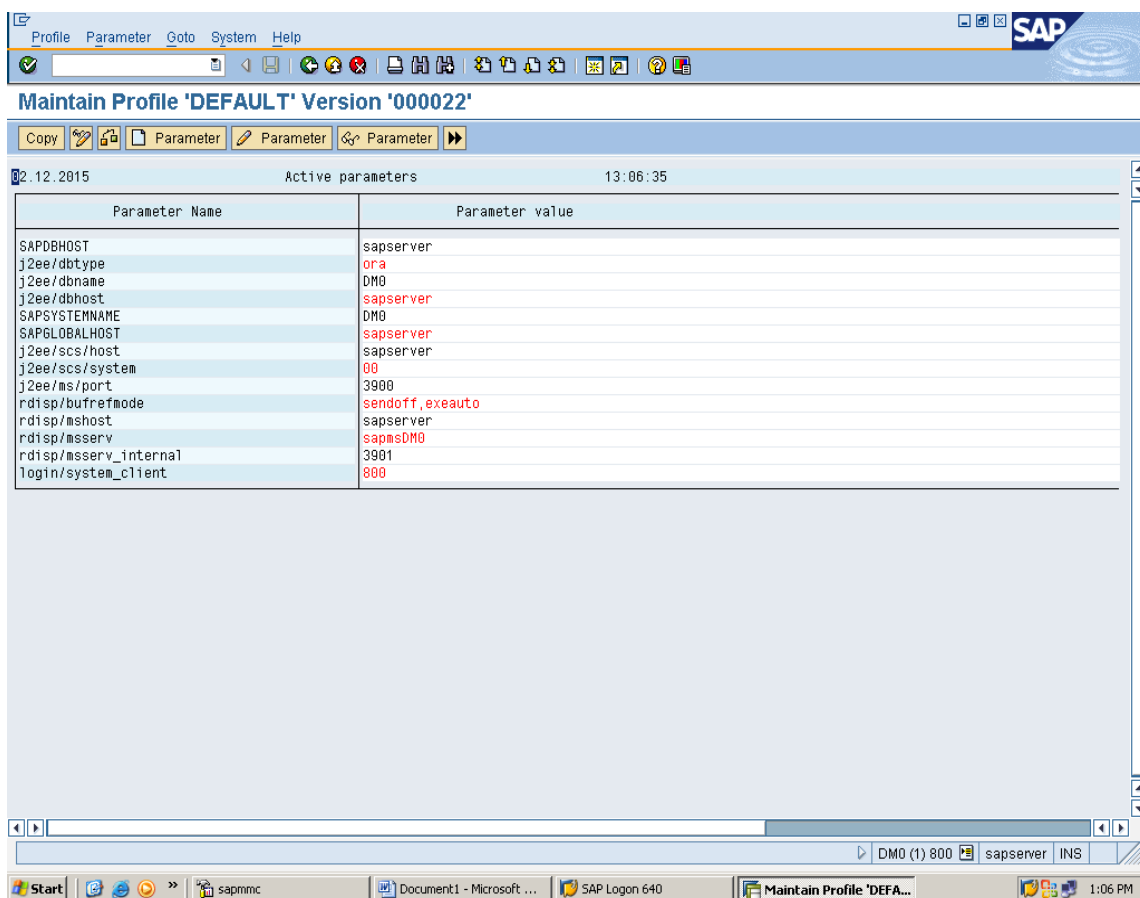 Profile Parameter Goto System Help
SAP
Maintain Profile 'DEFAULT' Version '000022'
Copy Parameter Parameter Parameter
02.12.2015 Active parameters 13:06:35
Parameter Name Parameter value
SAPDBHOST sapserver
j2ee/dbtype ora
j2ee/dbname DM0
j2ee/dbhost sapserver
SAPSYSTEMNAME DM0
SAPGLOBALHOST sapserver
j2ee/scs/host sapserver
j2ee/scs/system 00
j2ee/ms/port 3900
rdisp/bufrefmode sendoff,exeauto
rdisp/mshost sapserver
rdisp/msserv sapmsDM0
rdisp/msserv_internal 3901
login/system_client 800
DM0 (1) 800 sapserver INS
Start » sapmmc Document1 - Microsoft ... SAP Logon 640 Maintain Profile 'DEFA... 1:06 PM